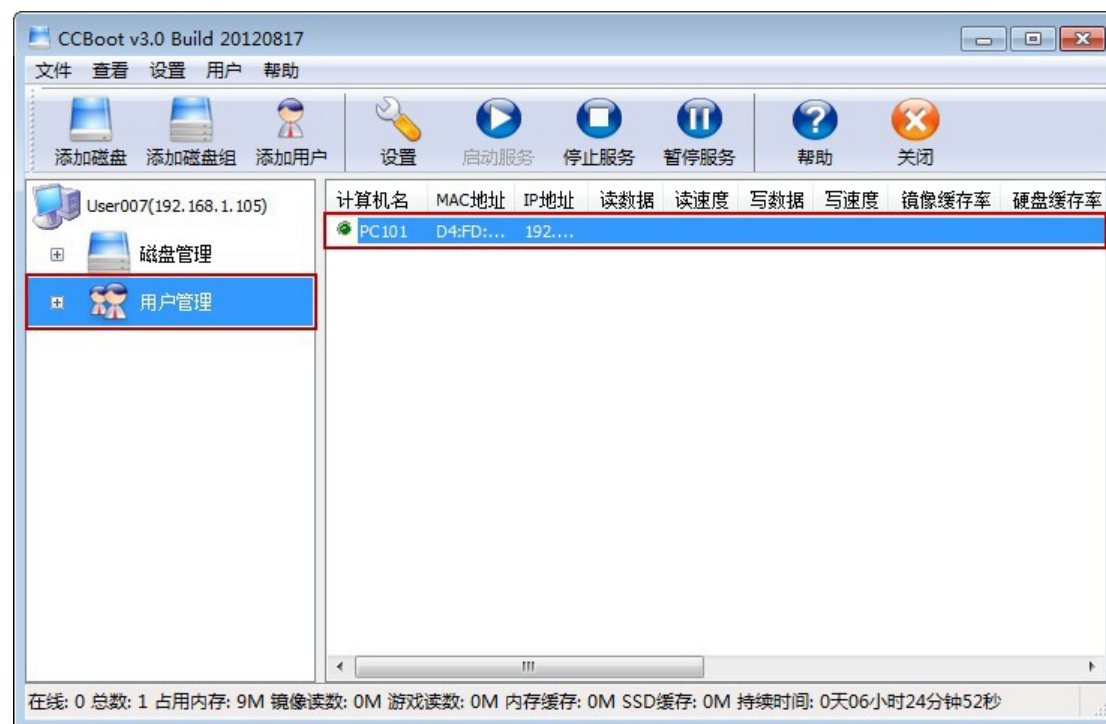 CCBoot v3.0 Build 20120817
文件 查看 设置 用户 帮助
添加磁盘 添加磁盘组 添加用户 设置 启动服务 停止服务 暂停服务 帮助 关闭
User007(192.168.1.105)
磁盘管理
用户管理
计算机名 MAC地址 IP地址 读数据 读速度 写数据 写速度 镜像缓存率 硬盘缓存率
PC101 D4:FD:... 192....
在线: 0 总数: 1 占用内存: 9M 镜像读数: 0M 游戏读数: 0M 内存缓存: 0M SSD缓存: 0M 持续时间: 0天06小时24分钟52秒